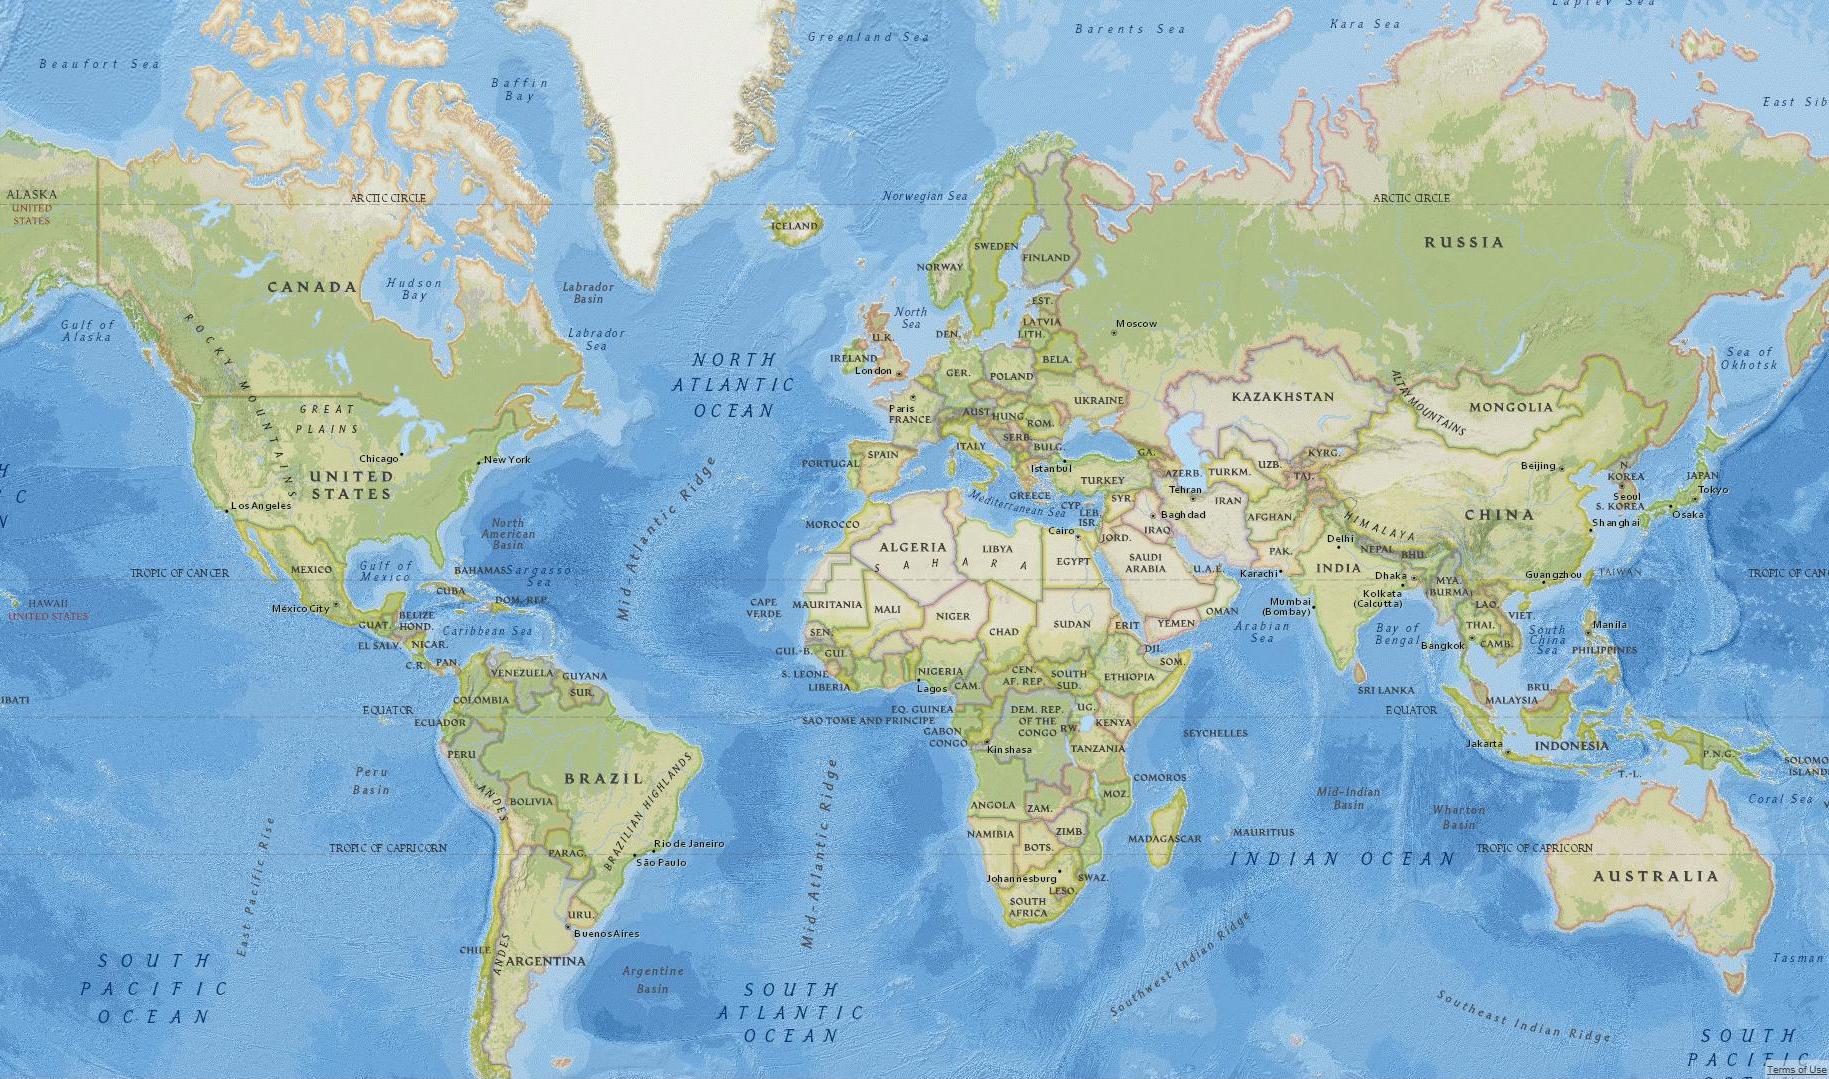 Greenland Sea
Barents Sea
Kara Sea
Laptev Sea
Beaufort Sea
Baffin
Bay
East Sib
ALASKA
UNITED
STATES
ARCTIC CIRCLE
Norwegian Sea
ARCTIC CIRCLE
ICELAND
SWEDEN
FINLAND
NORWAY
RUSSIA
CANADA
Hudson
Bay
Labrador
Basin
Gulf of
Alaska
Labrador
Sea
North
Sea
EST.
LATVIA
LITH.
DEN.
Moscow
U.K.
IRELAND
London
BELA.
GER.
POLAND
Sea of
Okhotsk
NORTH
ATLANTIC
OCEAN
ROCKY MOUNTAINS
GREAT
PLAINS
Paris
FRANCE
UKRAINE
AUST.
HUNG.
ROM.
KAZAKHSTAN
ALTAY MOUNTAINS
MONGOLIA
SERB.
BULG.
ITALY
SPAIN
PORTUGAL
Istanbul
GA.
AZERB.
TURKM.
UZB.
KYRG.
TAJ.
Chicago
New York
UNITED
STATES
Los Angeles
Mid-Atlantic Ridge
TURKEY
GREECE
Mediterranean Sea
CYP.
SYR.
LEB.
ISR.
Tehran
IRAN
Baghdad
IRAQ
JORD.
AFGHAN.
HIMALAYA
CHINA
Beijing
N.
KOREA
Seoul
S. KOREA
JAPAN
Tokyo
Osaka
Shanghai
North
American
Basin
MOROCCO
Cairo
ALGERIA
LIBYA
SAHARA
EGYPT
SAUDI
ARABIA
U.A.E.
PAK.
Karachi
Delhi
NEPAL
BHU.
INDIA
Dhaka
Kolkata
(Calcutta)
Mumbai
(Bombay)
MYA.
(BURMA)
Guangzhou
TAIWAN
TROPIC OF CANCER
TROPIC OF CAN
MEXICO
Gulf of
Mexico
BAHAMAS
Sargasso
Sea
HAWAII
UNITED STATES
México City
CUBA
DOM. REP.
BELIZE
HOND.
GUAT.
EL SALV.
NICAR.
Caribbean Sea
C.R.
PAN.
CAPE
VERDE
MAURITANIA
MALI
NIGER
CHAD
SUDAN
ERIT
YEMEN
OMAN
Arabian
Sea
Bay of
Bengal
LAO.
THAI.
VIET.
Bangkok
CAMB.
South
China
Sea
Manila
PHILIPPINES
SEN.
GUI.-B.
GUI.
S. LEONE
LIBERIA
NIGERIA
Lagos
CAM.
CEN.
AF. REP.
SOUTH
SUD.
DJI.
SOM.
ETHIOPIA
VENEZUELA
GUYANA
SUR.
COLOMBIA
EQUATOR
ECUADOR
IBATI
EQ. GUINEA
SAO TOME AND PRINCIPE
GABON
CONGO
DEM. REP.
OF THE
CONGO
UG.
RW.
KENYA
Kinshasa
TANZANIA
SEYCHELLES
SRI LANKA
EQUATOR
BRU.
MALAYSIA
Jakarta
INDONESIA
P.N.G.
SOLOMO
ISLAND
T.-L.
PERU
Peru
Basin
ANDES
BRAZIL
BOLIVIA
BRAZILIAN HIGHLANDS
Mid-Atlantic Ridge
ANGOLA
ZAM.
MOZ.
COMOROS
NAMIBIA
ZIMB.
BOTS.
MADAGASCAR
MAURITIUS
Mid-Indian
Basin
Wharton
Basin
Coral Sea
TROPIC OF CAPRICORN
PARAG.
Rio de Janeiro
São Paulo
INDIAN OCEAN
TROPIC OF CAPRICORN
AUSTRALIA
East Pacific Rise
Johannesburg
SWAZ.
LESO.
SOUTH
AFRICA
URU.
Buenos Aires
CHILE
ANDES
ARGENTINA
Argentine
Basin
Southwest Indian Ridge
Southeast Indian Ridge
Tasman
SOUTH
PACIFIC
OCEAN
SOUTH
ATLANTIC
OCEAN
SOUTH
PACIFIC
Terms of Use